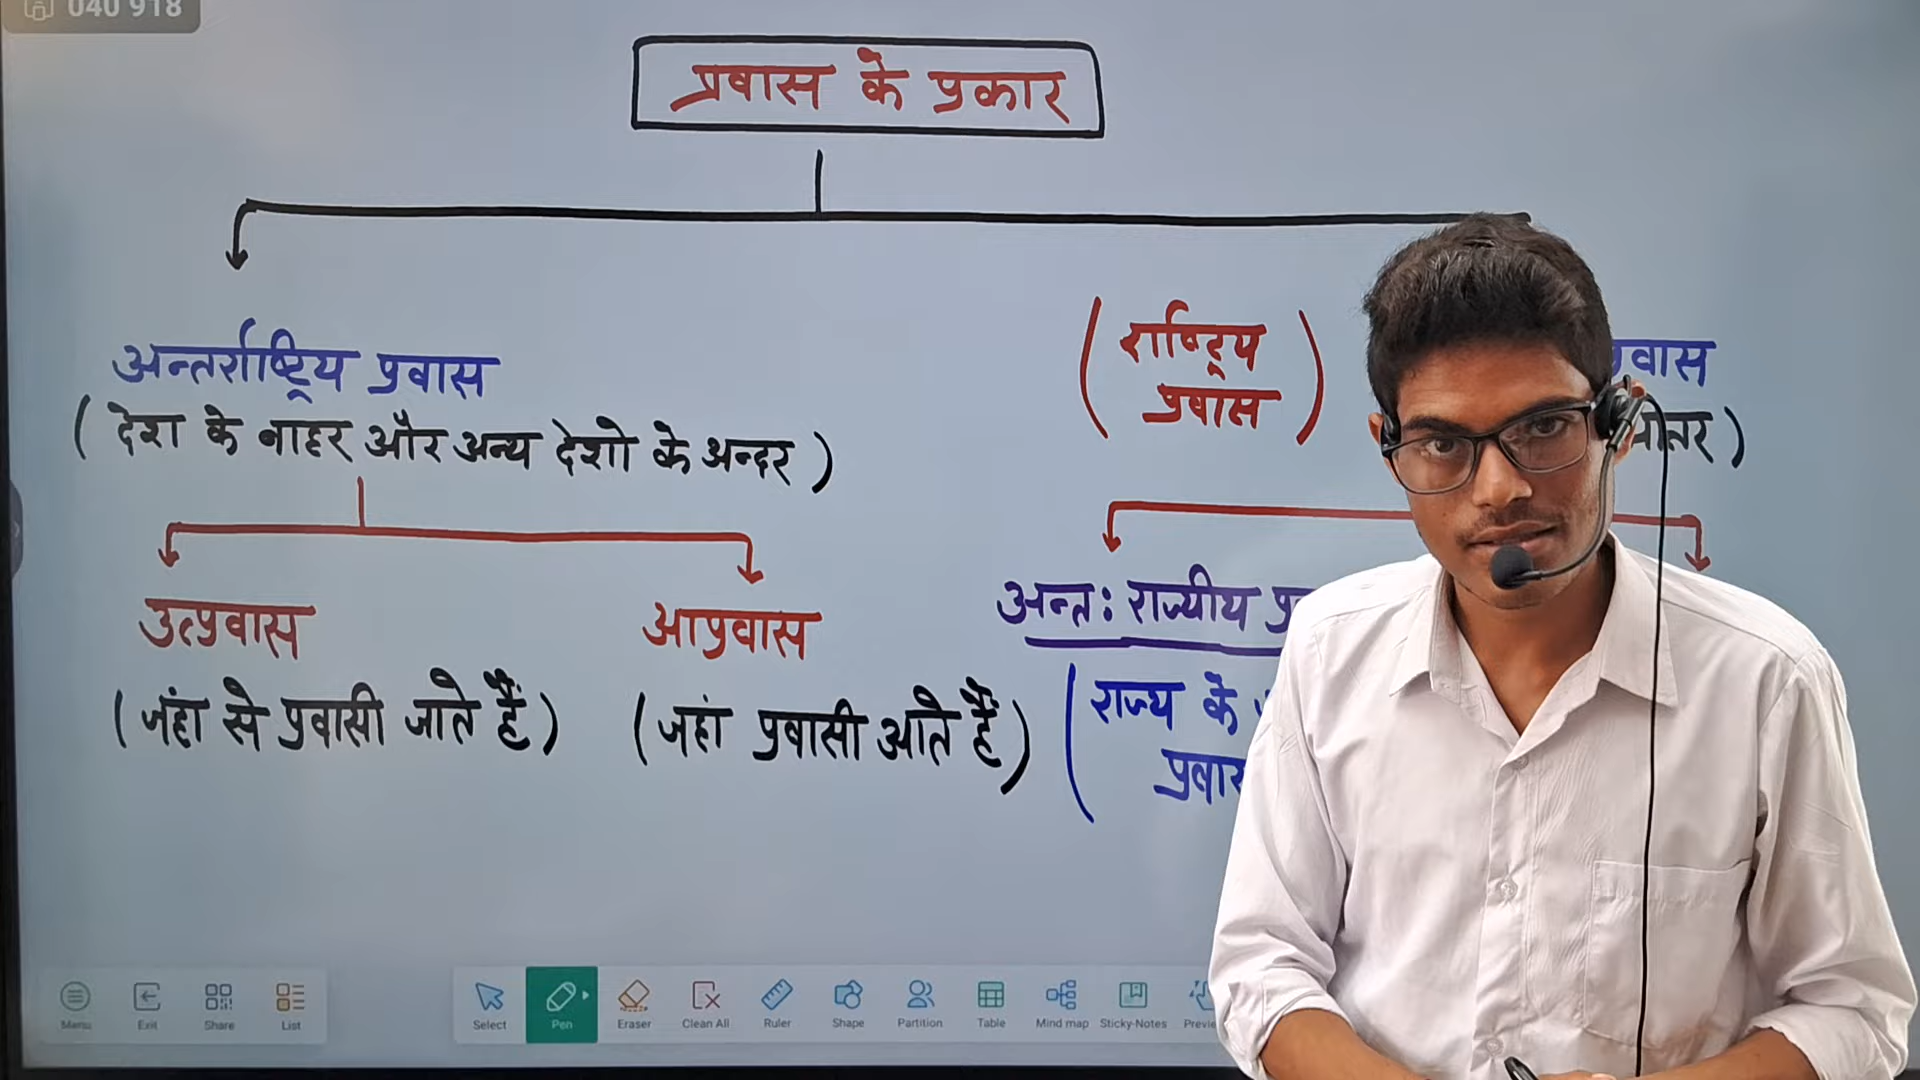 040 918
प्रवास के प्रकार
अन्तर्राष्ट्रिय प्रवास
( देश के बाहर और अन्य देशो के अन्दर )
उत्प्रवास
आप्रवास
( जंहा से प्रवासी जाते हैं )
( जहां प्रवासी आते हैं )
( राष्ट्रिय
प्रवास )
प्रवास
)
अन्त: राज्यीय
( राज्य के
Menu
Exit
Share
List
Select
Pen
Eraser
Clean All
Ruler
Shape
Partition
Table
Mind map
Sticky-Notes